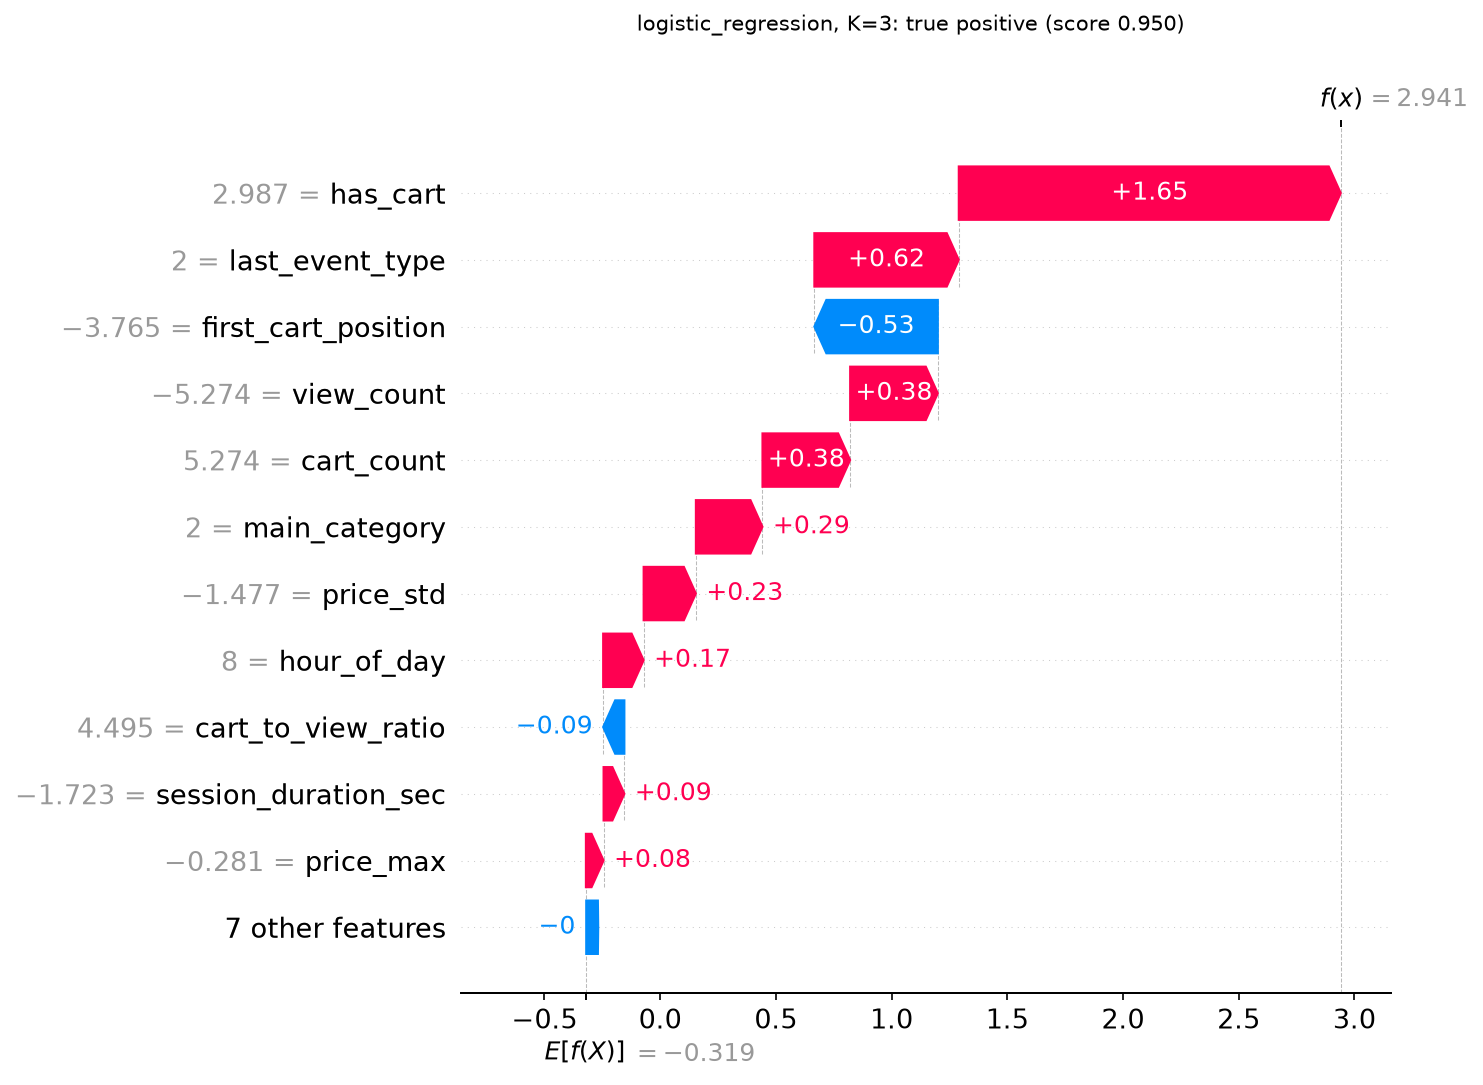 logistic_regression, K=3: true positive (score 0.950)
f(x) = 2.941
2.987 = has_cart +1.65
2 = last_event_type +0.62
−3.765 = first_cart_position −0.53
−5.274 = view_count +0.38
5.274 = cart_count +0.38
2 = main_category +0.29
−1.477 = price_std +0.23
8 = hour_of_day +0.17
4.495 = cart_to_view_ratio −0.09
−1.723 = session_duration_sec +0.09
−0.281 = price_max +0.08
7 other features −0
−0.5 0.0 0.5 1.0 1.5 2.0 2.5 3.0
E[f(X)] = −0.319